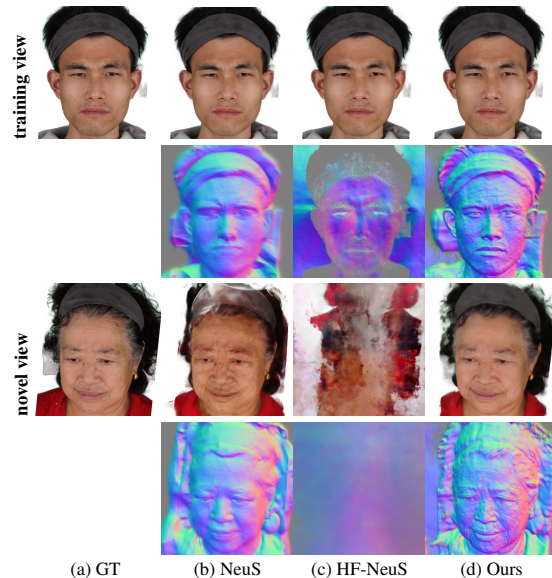 training view
novel view
(a) GT
(b) NeuS
(c) HF-NeuS
(d) Ours